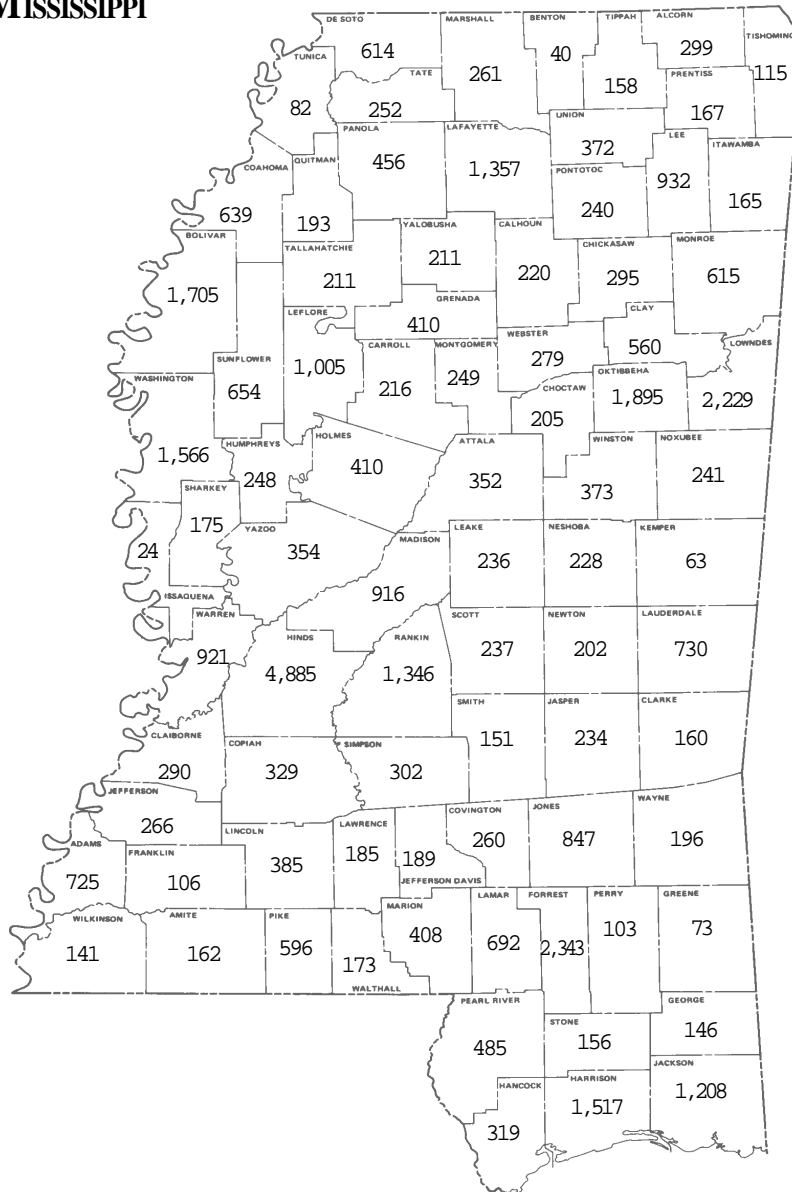 MISSISSIPPI
DE SOTO
614
MARSHALL
261
BENTON
40
TIPPAH
158
ALCORN
299
TISHOMING
115
TUNICA
82
TATE
252
PRENTISS
167
PANOLA
456
LAFAYETTE
1,357
UNION
372
LEE
932
ITAWAMBA
165
COAHOMA
639
QUITMAN
193
PONTOTOC
240
BOLIVAR
1,705
TALLAHATCHIE
211
YALOBUSHA
211
CALHOUN
220
CHICKASAW
295
MONROE
615
LEFLORE
1,005
GRENADA
410
CLAY
560
SUNFLOWER
654
CARROLL
216
MONTGOMERY
249
WEBSTER
279
CHOCTAW
205
OKTIBBEHA
1,895
LOWNDES
2,229
WASHINGTON
1,566
HUMPHREYS
248
HOLMES
410
ATTALA
352
WINSTON
373
NOXUBEE
241
SHARKEY
175
24
ISSAQUENA
YAZOO
354
MADISON
916
LEAKE
236
NESHOBA
228
KEMPER
63
WARREN
921
HINDS
4,885
RANKIN
1,346
SCOTT
237
NEWTON
202
LAUDERDALE
730
CLAIBORNE
290
COPIAH
329
SIMPSON
302
SMITH
151
JASPER
234
CLARKE
160
JEFFERSON
266
LINCOLN
385
LAWRENCE
185
189
JEFFERSON DAVIS
COVINGTON
260
JONES
847
WAYNE
196
ADAMS
725
FRANKLIN
106
WILKINSON
141
AMITE
162
PIKE
596
173
WALTHALL
MARION
408
LAMAR
692
FORREST
2,343
PERRY
103
GREENE
73
PEARL RIVER
485
STONE
156
GEORGE
146
HANCOCK
319
HARRISON
1,517
JACKSON
1,208